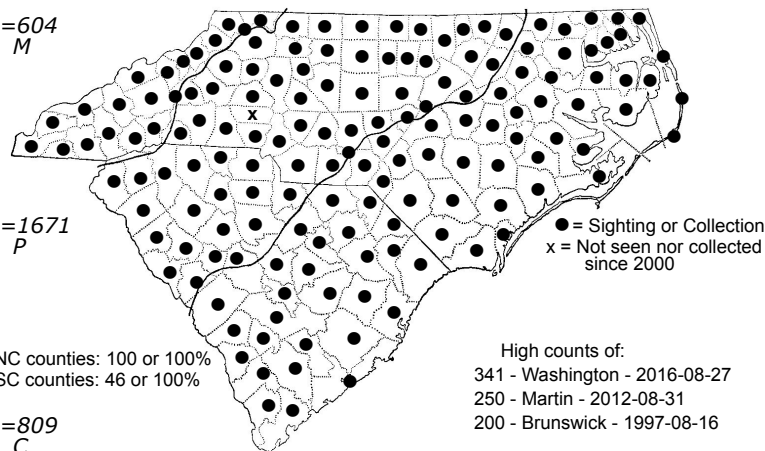 =604
M
x
=1671
P
● = Sighting or Collection
x = Not seen nor collected
since 2000
NC counties: 100 or 100%
SC counties: 46 or 100%
High counts of:
341 - Washington - 2016-08-27
250 - Martin - 2012-08-31
200 - Brunswick - 1997-08-16
=809
C